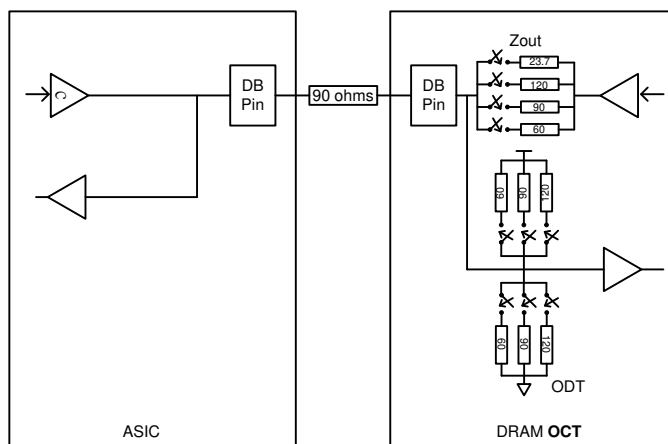 Zout
23.7
120
90
60
C
DB
Pin
90 ohms
DB
Pin
60
90
120
60
90
120
ODT
ASIC
DRAM OCT